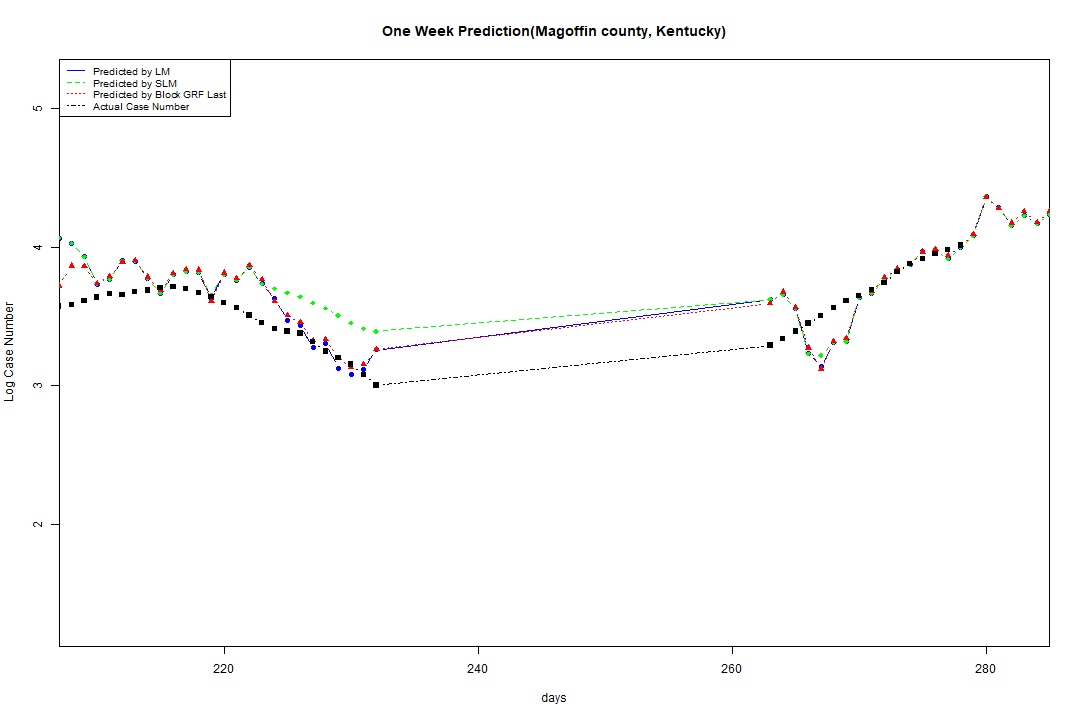 One Week Prediction(Magoffin county, Kentucky)
Predicted by LM
Predicted by SLM
Predicted by Block GRF Last
Actual Case Number
5
4
3
2
Log Case Number
220 240 260 280
days